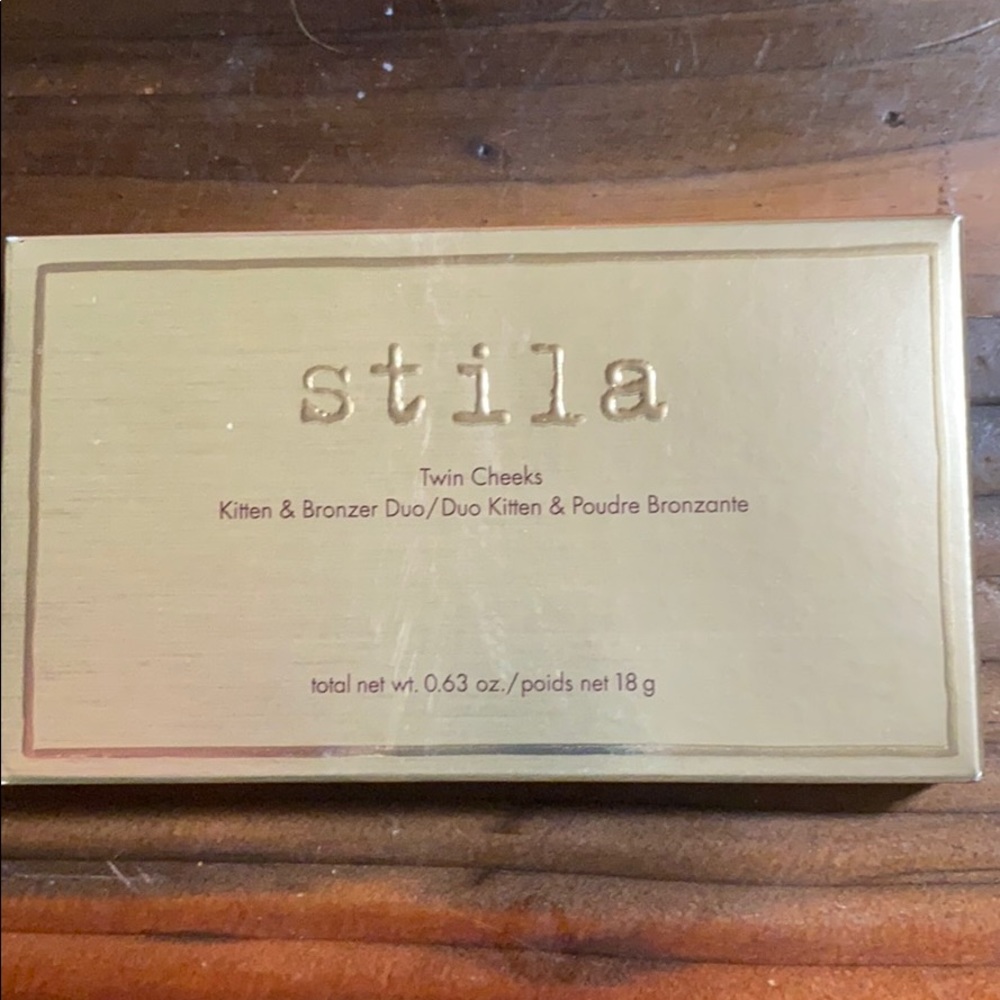 stila
Twin Cheeks
Kitten & Bronzer Duo/Duo Kitten & Poudre Bronzante
total net wt. 0.63 oz./poids net 18 g